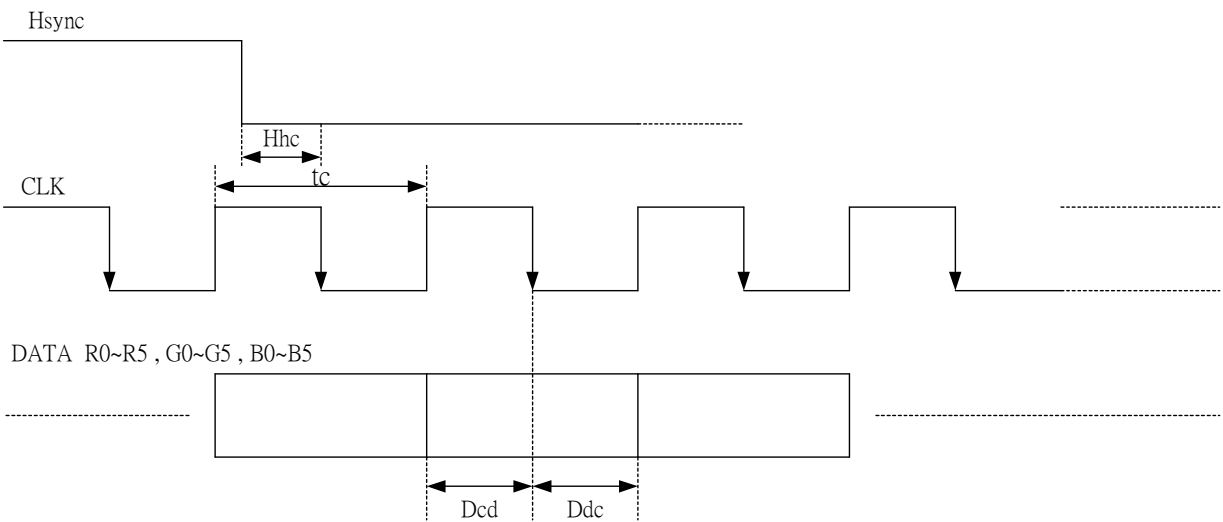 Hsync
Hhc
tc
CLK
DATA R0~R5 , G0~G5 , B0~B5
Dcd Ddc